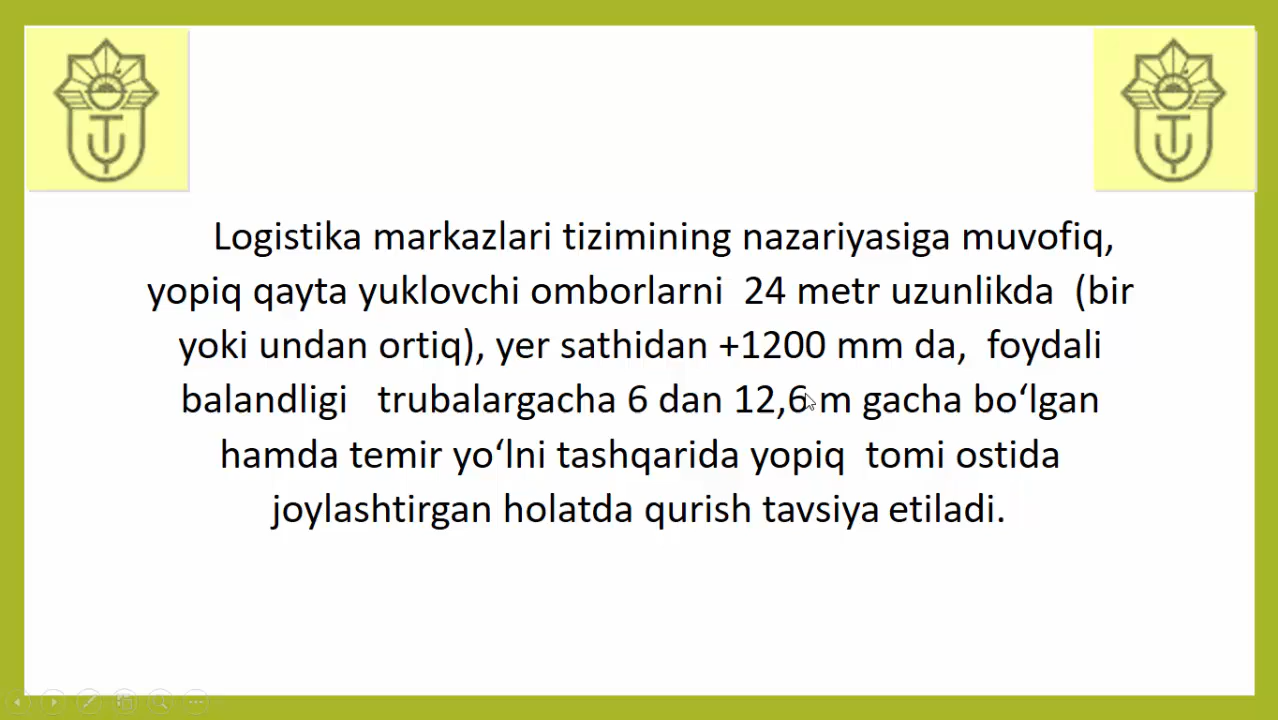 Logistika markazlari tizimining nazariyasiga muvofiq,
yopiq qayta yuklovchi omborlarni 24 metr uzunlikda (bir
yoki undan ortiq), yer sathidan +1200 mm da, foydali
balandligi trubalargacha 6 dan 12,6 m gacha bo‘lgan
hamda temir yo‘lni tashqarida yopiq tomi ostida
joylashtirgan holatda qurish tavsiya etiladi.